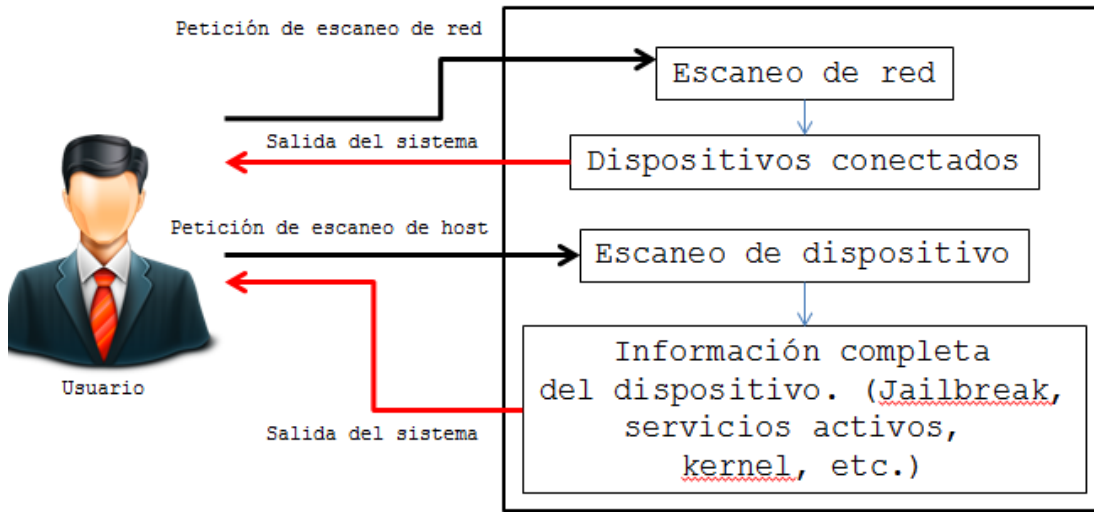 Petición de escaneo de red
Escaneo de red
Salida del sistema
Dispositivos conectados
Petición de escaneo de host
Escaneo de dispositivo
Información completa
del dispositivo. (Jailbreak,
servicios activos,
kernel, etc.)
Usuario
Salida del sistema